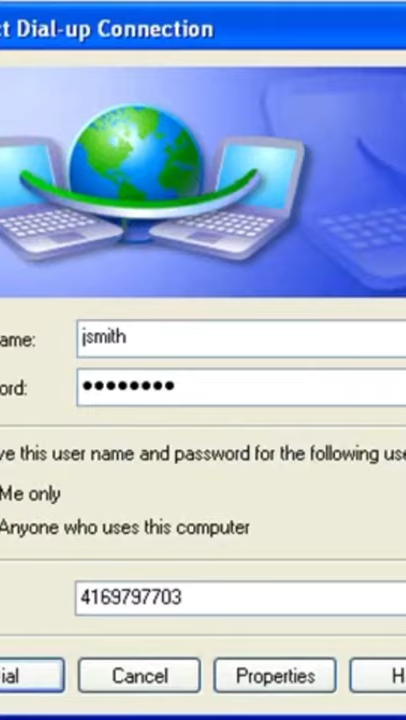 ct Dial-up Connection
ame:
jsmith
ord:
••••••••
ve this user name and password for the following use
Me only
Anyone who uses this computer
4169797703
ial
Cancel
Properties
H